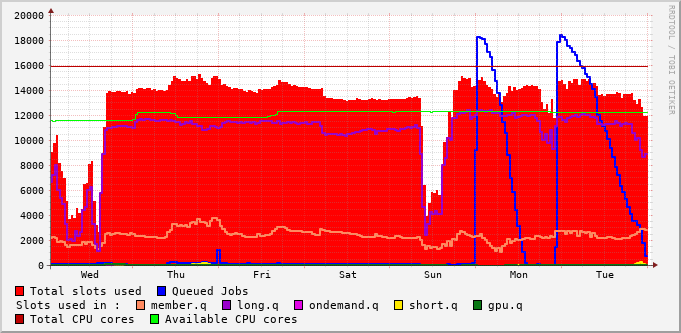 20000
18000
16000
14000
12000
10000
8000
6000
4000
2000
0
Wed Thu Fri Sat Sun Mon Tue
RRDTOOL / TOBI OETIKER
Total slots used Queued Jobs
Slots used in : member.q long.q ondemand.q short.q gpu.q
Total CPU cores Available CPU cores